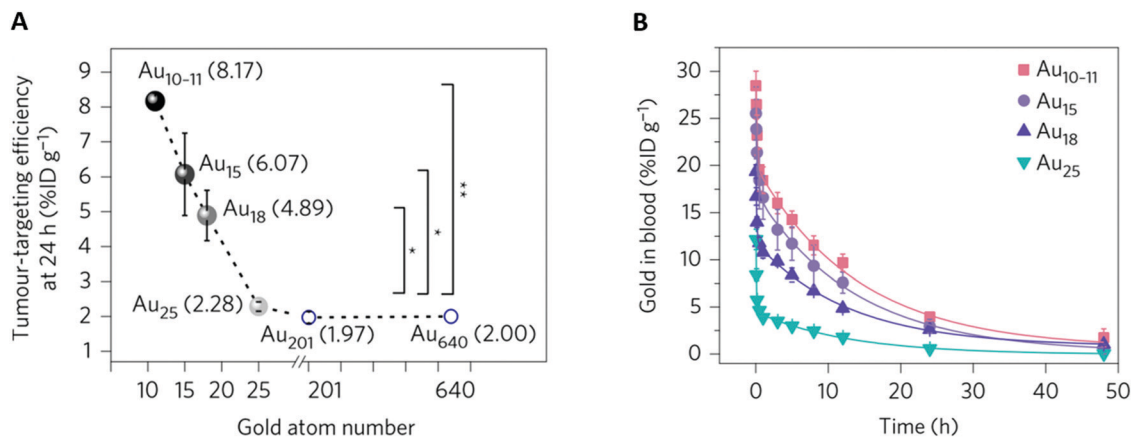 A
Tumour-targeting efficiency
at 24 h (%ID g⁻¹)
9
8
7
6
5
4
3
2
1
Au₁₀₋₁₁ (8.17)
Au₁₅ (6.07)
Au₁₈ (4.89)
Au₂₅ (2.28)
Au₂₀₁ (1.97)
Au₆₄₀ (2.00)
*
*
**
10 15 20 25 201 640
Gold atom number
B
Gold in blood (%ID g⁻¹)
30
25
20
15
10
5
0
Au₁₀₋₁₁
Au₁₅
Au₁₈
Au₂₅
0 10 20 30 40 50
Time (h)